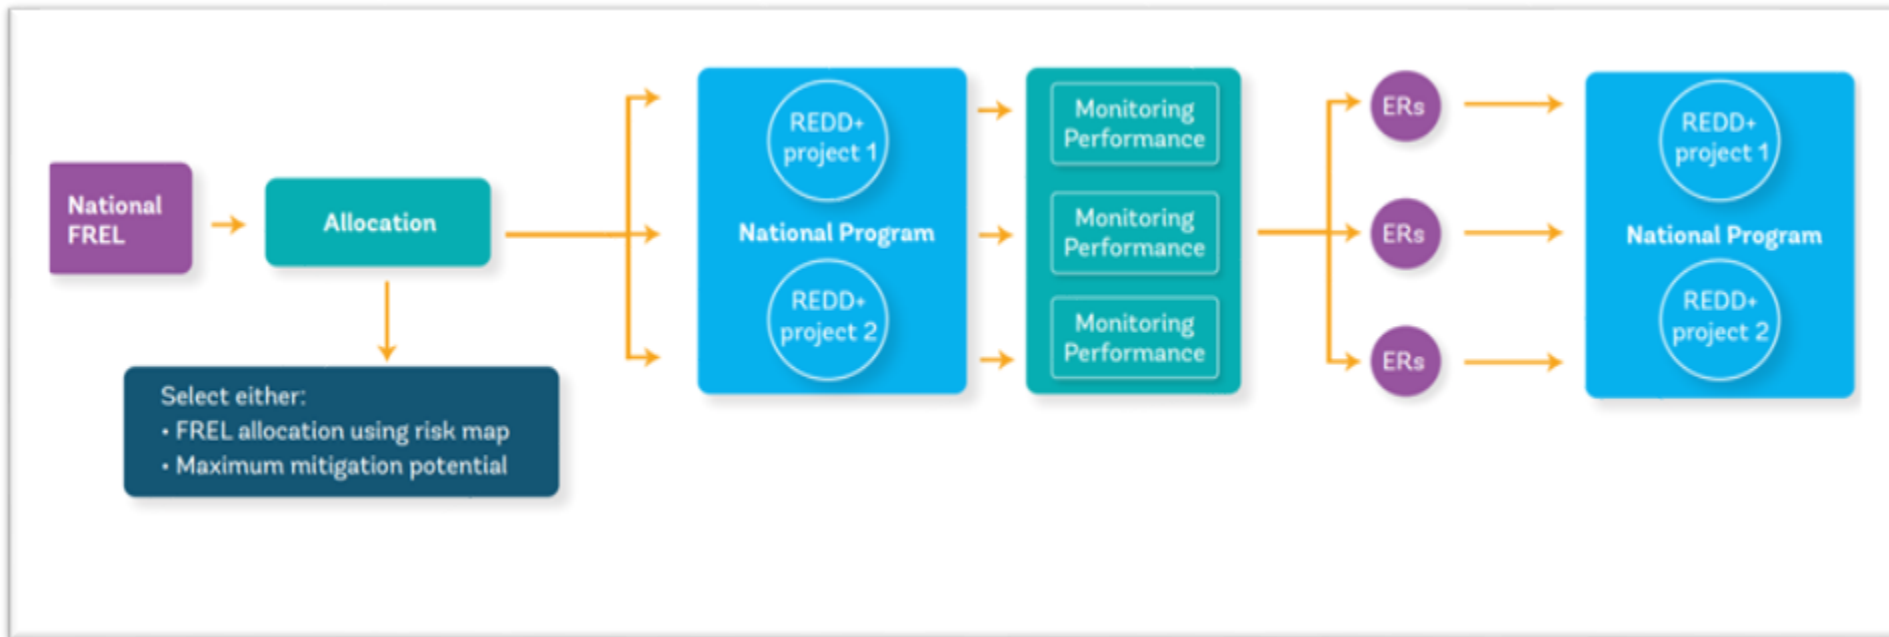 National
FREL
Allocation
Select either:
• FREL allocation using risk map
• Maximum mitigation potential
REDD+
project 1
National Program
REDD+
project 2
Monitoring
Performance
Monitoring
Performance
Monitoring
Performance
ERs
ERs
ERs
REDD+
project 1
National Program
REDD+
project 2